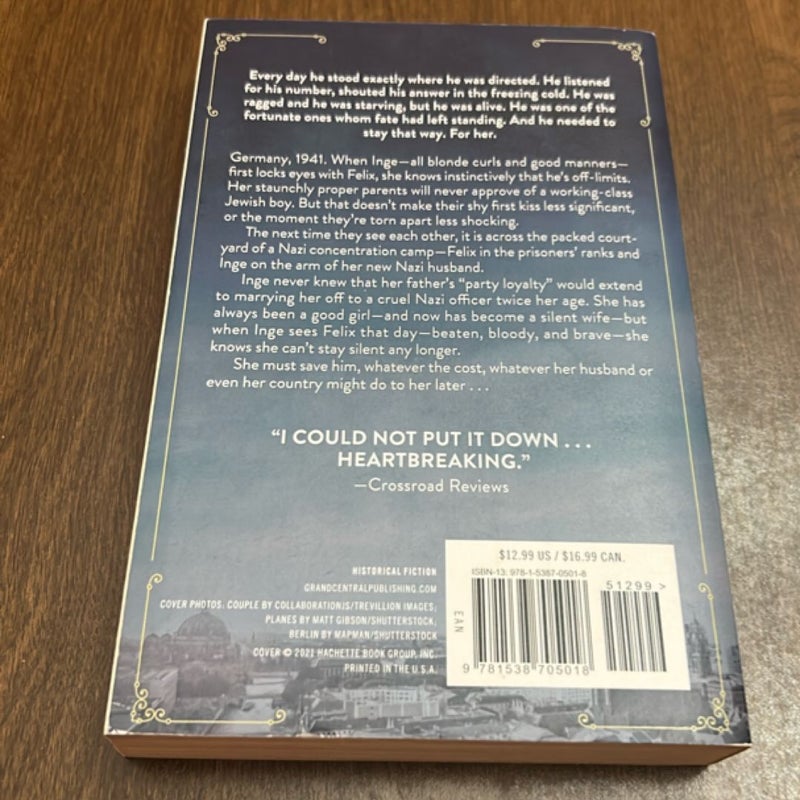 Every day he stood exactly where he was directed. He listened
for his number, shouted his answer in the freezing cold. He was
ragged and he was starving, but he was alive. He was one of the
fortunate ones whom fate had left standing. And he needed to
stay that way. For her.
Germany, 1941. When Inge—all blonde curls and good manners—
first locks eyes with Felix, she knows instinctively that he's off-limits.
Her staunchly proper parents will never approve of a working-class
Jewish boy. But that doesn't make their shy first kiss less significant,
or the moment they're torn apart less shocking.
The next time they see each other, it is across the packed court-
yard of a Nazi concentration camp—Felix in the prisoners' ranks and
Inge on the arm of her new Nazi husband.
Inge never knew that her father's "party loyalty" would extend
to marrying her off to a cruel Nazi officer twice her age. She has
always been a good girl—and now has become a silent wife—but
when Inge sees Felix that day—beaten, bloody, and brave—she
knows she can't stay silent any longer.
She must save him, whatever the cost, whatever her husband or
even her country might do to her later . . .
"I COULD NOT PUT IT DOWN . . .
HEARTBREAKING."
—Crossroad Reviews
HISTORICAL FICTION
GRANDCENTRALPUBLISHING.COM
COVER PHOTOS: COUPLE BY COLLABORATIONJS/TREVILLION IMAGES;
PLANES BY MATT GIBSON/SHUTTERSTOCK;
BERLIN BY MAPMAN/SHUTTERSTOCK
COVER © 2021 HACHETTE BOOK GROUP, INC.
PRINTED IN THE U.S.A.
$12.99 US / $16.99 CAN.
ISBN-13: 978-1-5387-0501-8
51299 >
EAN
9 781538 705018